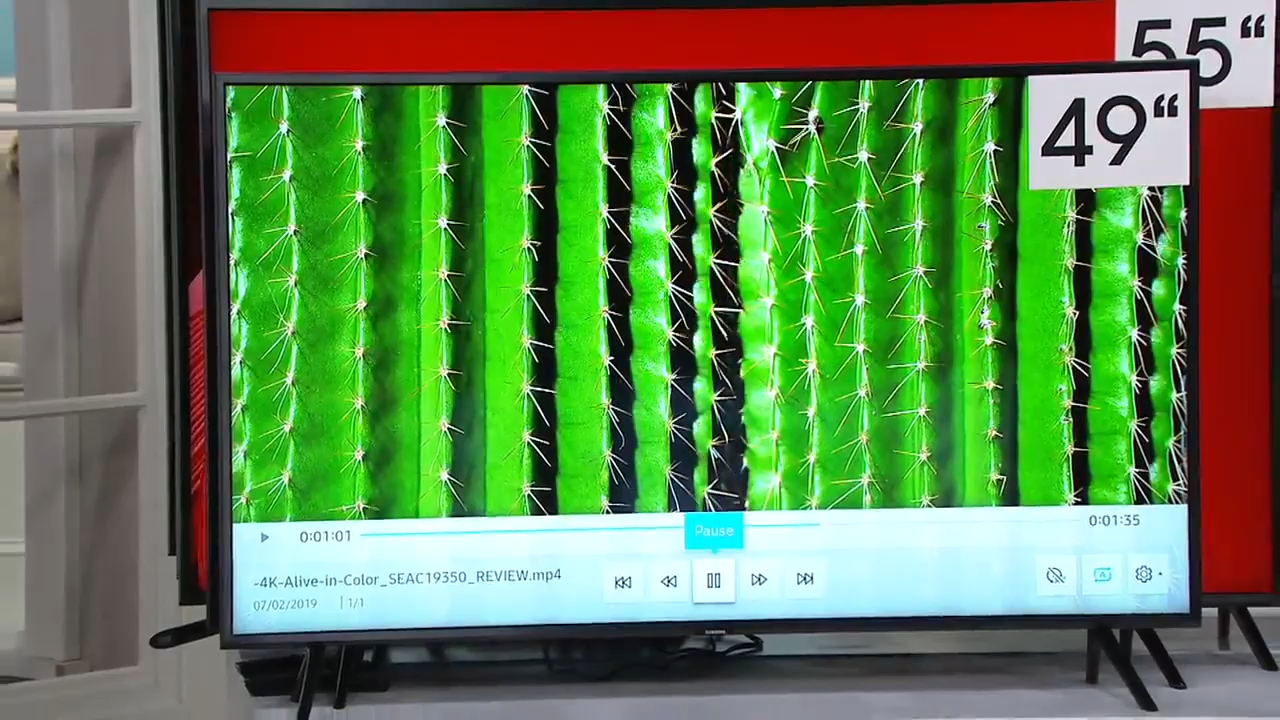 55"
49"
0:01:01
Pause
0:01:35
-4K-Alive-in-Color_SEAC19350_REVIEW.mp4
07/02/2019 | 1/1
SAMSUNG